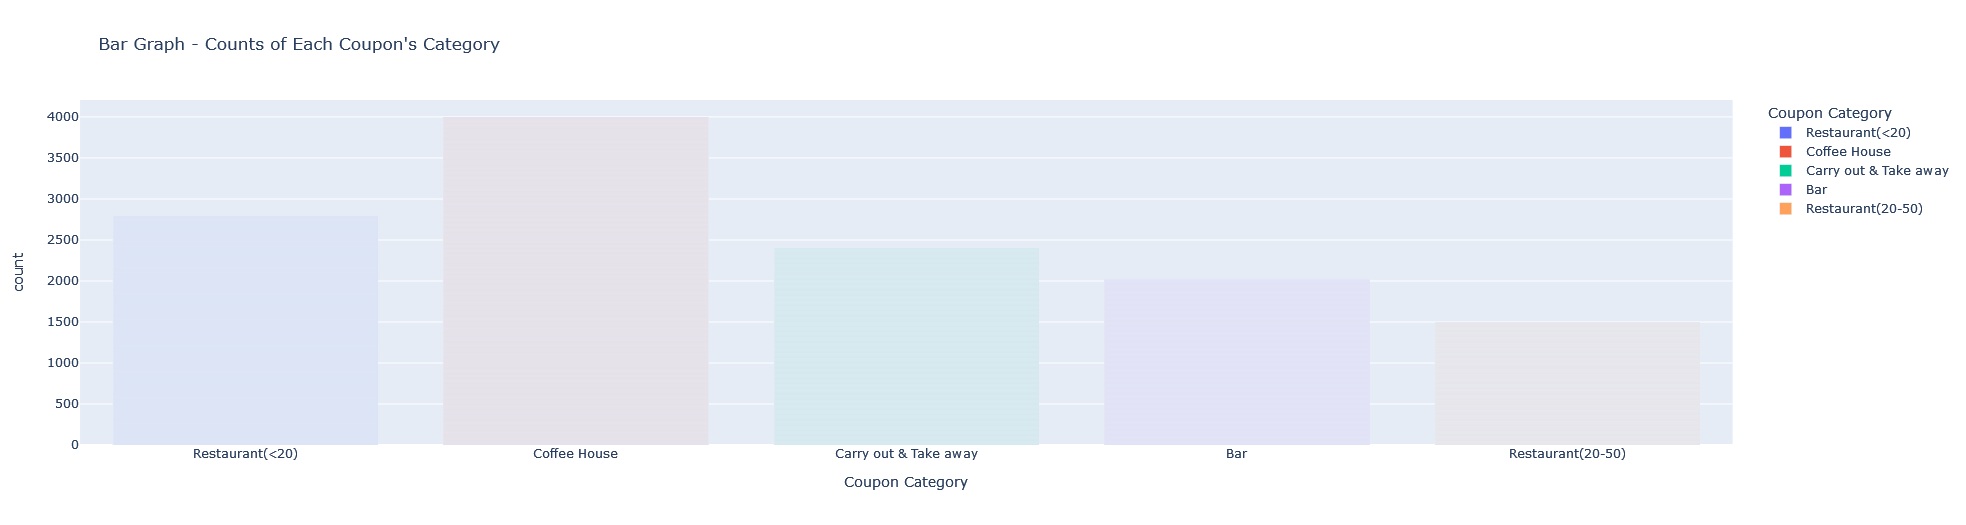 Bar Graph - Counts of Each Coupon's Category
count
4000
3500
3000
2500
2000
1500
1000
500
0
Restaurant(<20)
Coffee House
Carry out & Take away
Bar
Restaurant(20-50)
Coupon Category
Coupon Category
Restaurant(<20)
Coffee House
Carry out & Take away
Bar
Restaurant(20-50)